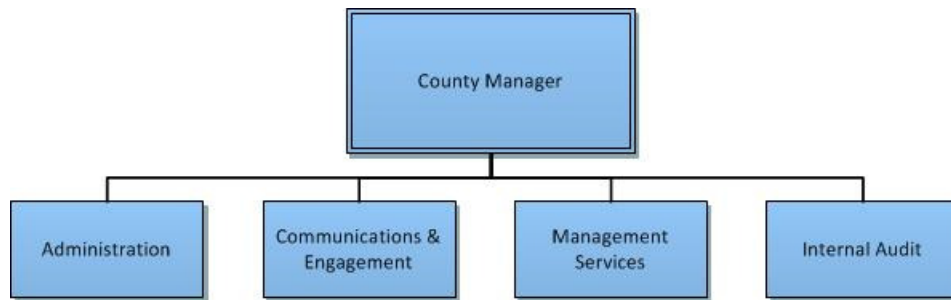 County Manager
Administration
Communications &
Engagement
Management
Services
Internal Audit